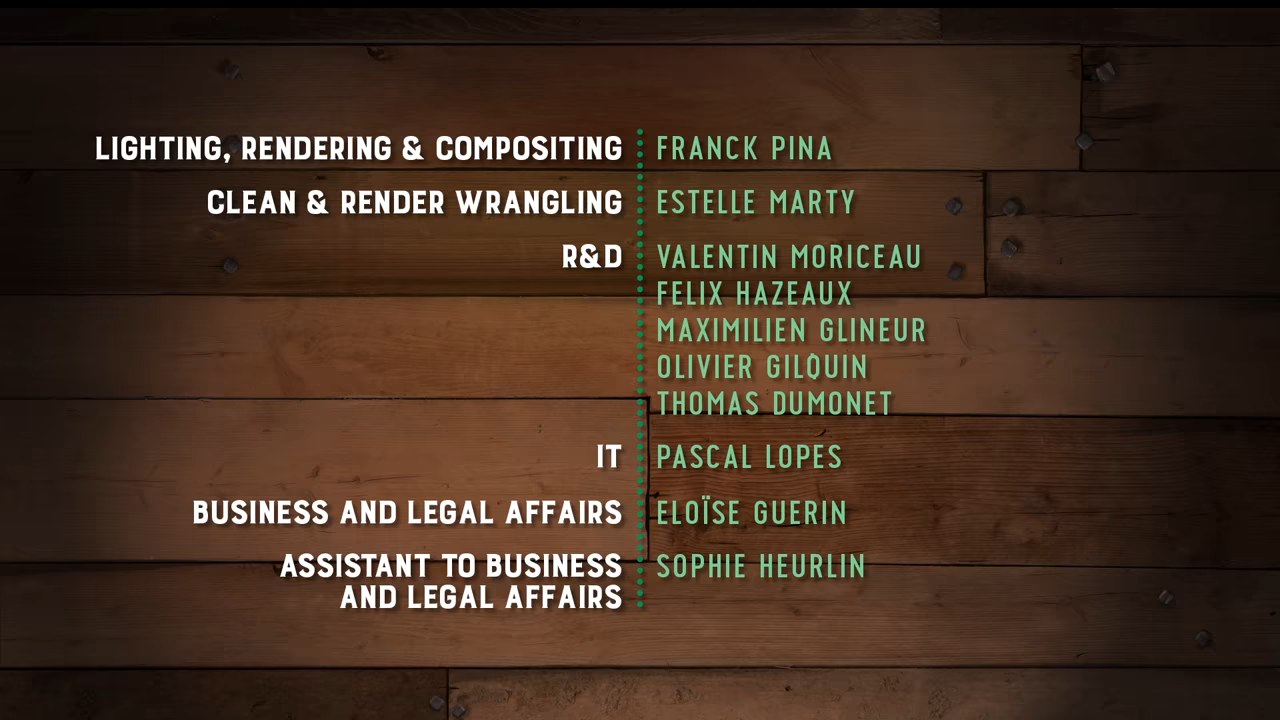 LIGHTING, RENDERING & COMPOSITING FRANCK PINA
CLEAN & RENDER WRANGLING ESTELLE MARTY
R&D VALENTIN MORICEAU
FELIX HAZEAUX
MAXIMILIEN GLINEUR
OLIVIER GILQUIN
THOMAS DUMONET
IT PASCAL LOPES
BUSINESS AND LEGAL AFFAIRS ELOÏSE GUERIN
ASSISTANT TO BUSINESS SOPHIE HEURLIN
AND LEGAL AFFAIRS